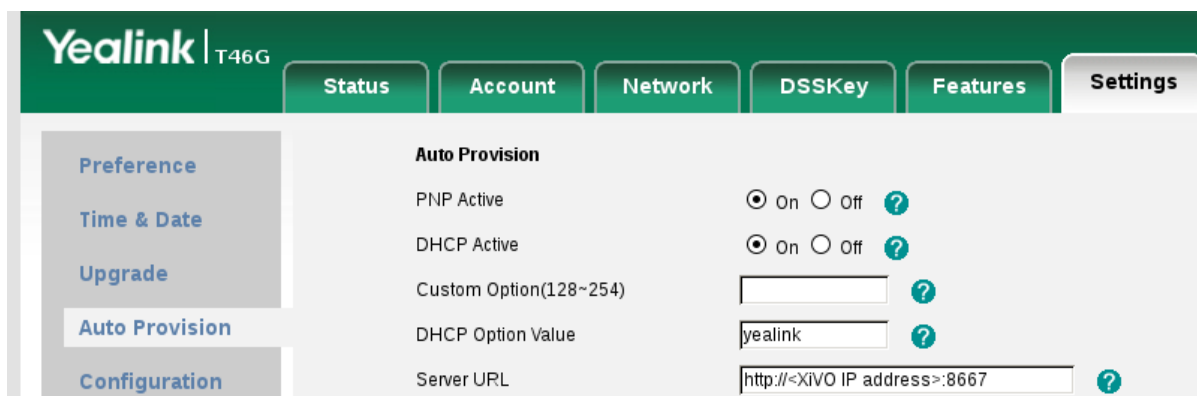 Yealink T46G
Status Account Network DSSKey Features Settings
Preference
Time & Date
Upgrade
Auto Provision
Configuration
Auto Provision
PNP Active On Off ?
DHCP Active On Off ?
Custom Option(128~254) ?
DHCP Option Value yealink ?
Server URL http://<XiVO IP address>:8667 ?